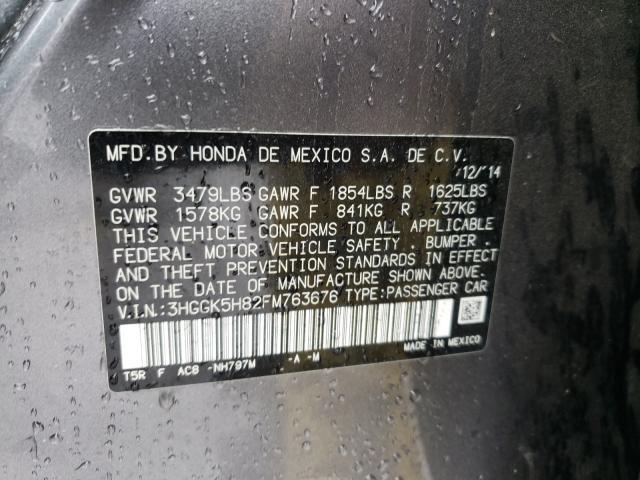 MFD.BY HONDA DE MEXICO S.A. DE C.V.
12/14
GVWR 3479LBS GAWR F 1854LBS R 1625LBS
GVWR 1578KG GAWR F 841KG R 737KG
THIS VEHICLE CONFORMS TO ALL APPLICABLE
FEDERAL MOTOR VEHICLE SAFETY . BUMPER .
AND THEFT PREVENTION STANDARDS IN EFFECT
ON THE DATE OF MANUFACTURE SHOWN ABOVE.
V.I.N.:3HGGK5H82FM763676 TYPE:PASSENGER CAR
T5R F AC8 -NH797M -A -M
MADE IN MEXICO